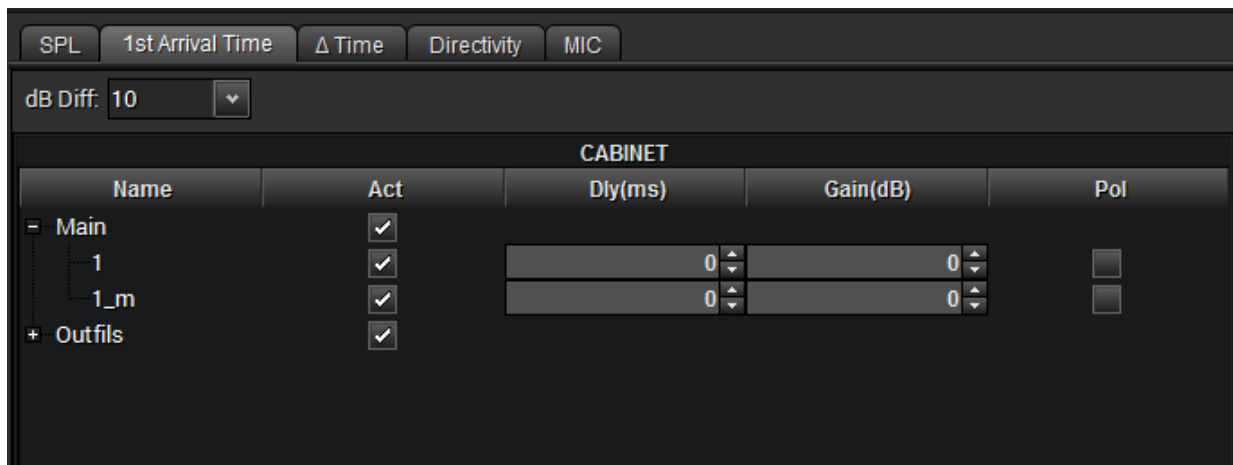 SPL 1st Arrival Time Δ Time Directivity MIC
dB Diff: 10
CABINET
Name Act Dly(ms) Gain(dB) Pol
Main
1 0 0
1_m 0 0
Outfils